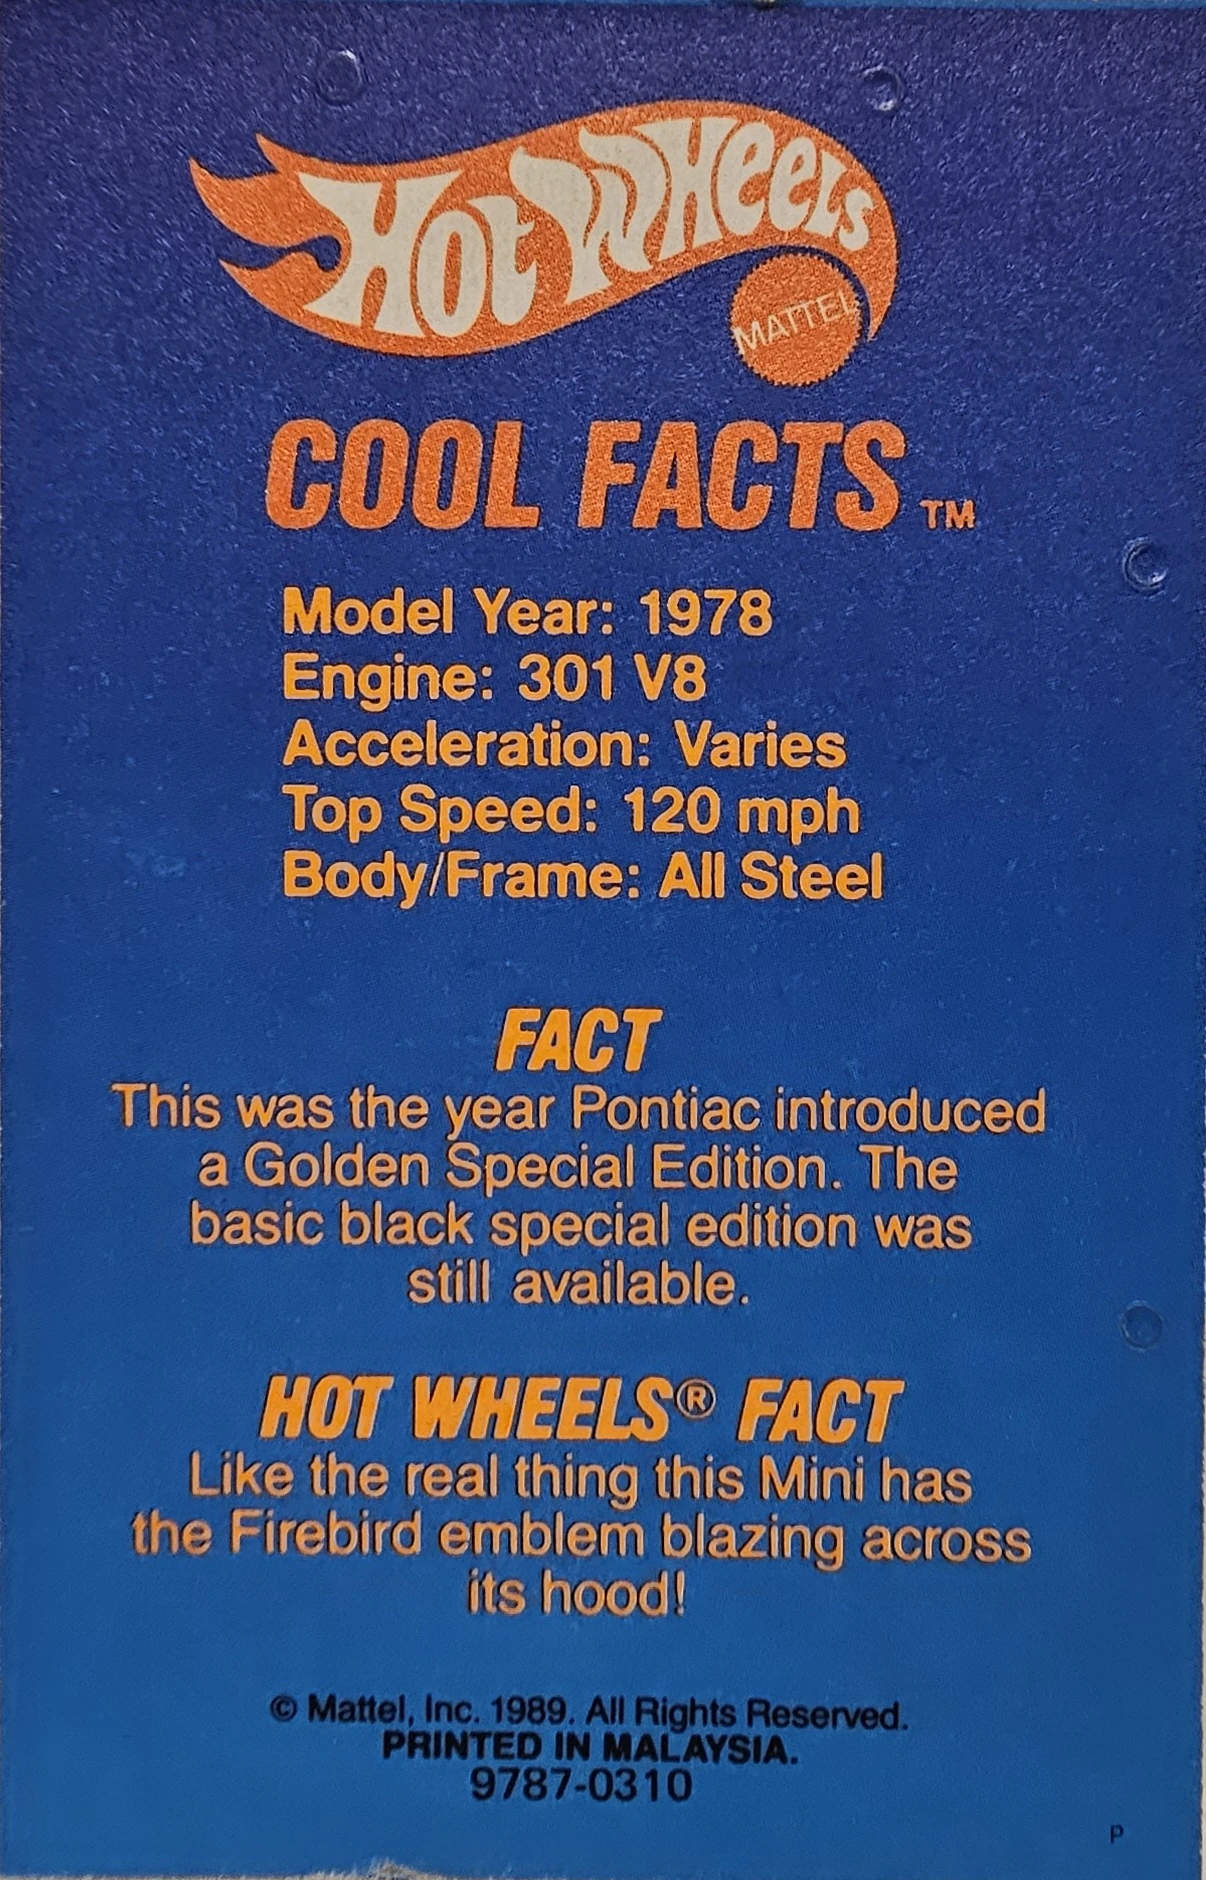 Hot Wheels
MATTEL
COOL FACTS TM
Model Year: 1978
Engine: 301 V8
Acceleration: Varies
Top Speed: 120 mph
Body/Frame: All Steel
FACT
This was the year Pontiac introduced
a Golden Special Edition. The
basic black special edition was
still available.
HOT WHEELS® FACT
Like the real thing this Mini has
the Firebird emblem blazing across
its hood!
© Mattel, Inc. 1989. All Rights Reserved.
PRINTED IN MALAYSIA.
9787-0310
P